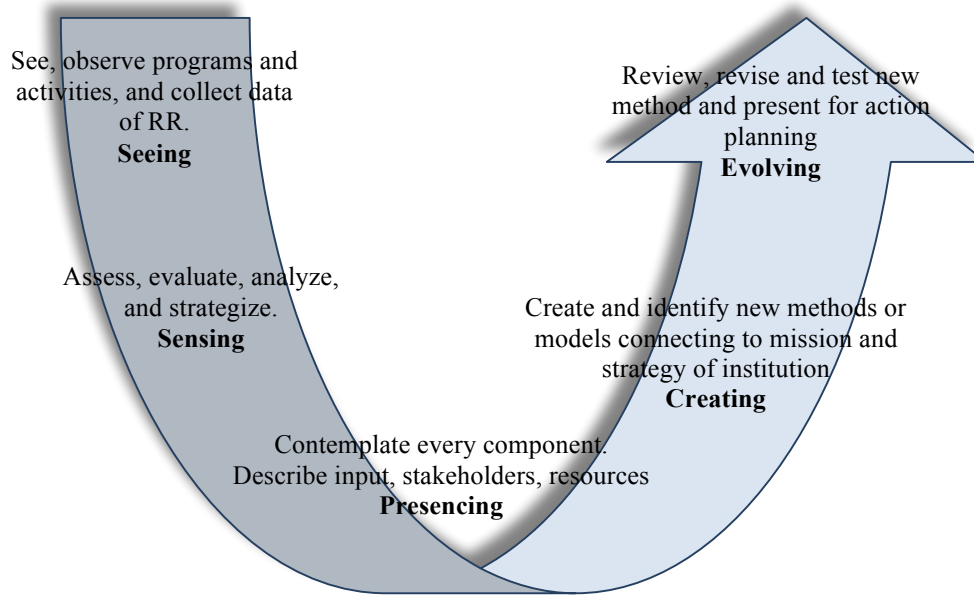 See, observe programs and
activities, and collect data
of RR.
Seeing
Assess, evaluate, analyze,
and strategize.
Sensing
Contemplate every component.
Describe input, stakeholders, resources
Presencing
Create and identify new methods or
models connecting to mission and
strategy of institution
Creating
Review, revise and test new
method and present for action
planning
Evolving